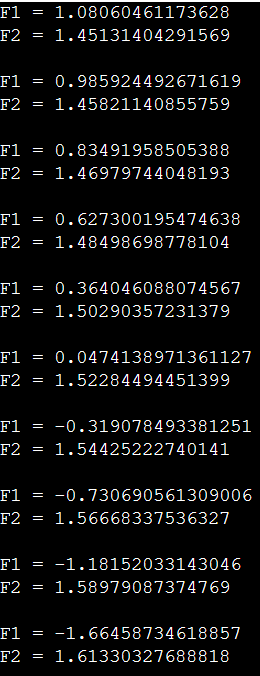 F1 = 1.08060461173628
F2 = 1.45131404291569
F1 = 0.985924492671619
F2 = 1.45821140855759
F1 = 0.83491958505388
F2 = 1.46979744048193
F1 = 0.627300195474638
F2 = 1.48498698778104
F1 = 0.364046088074567
F2 = 1.50290357231379
F1 = 0.0474138971361127
F2 = 1.52284494451399
F1 = -0.319078493381251
F2 = 1.54425222740141
F1 = -0.730690561309006
F2 = 1.56668337536327
F1 = -1.18152033143046
F2 = 1.58979087374769
F1 = -1.66458734618857
F2 = 1.61330327688818